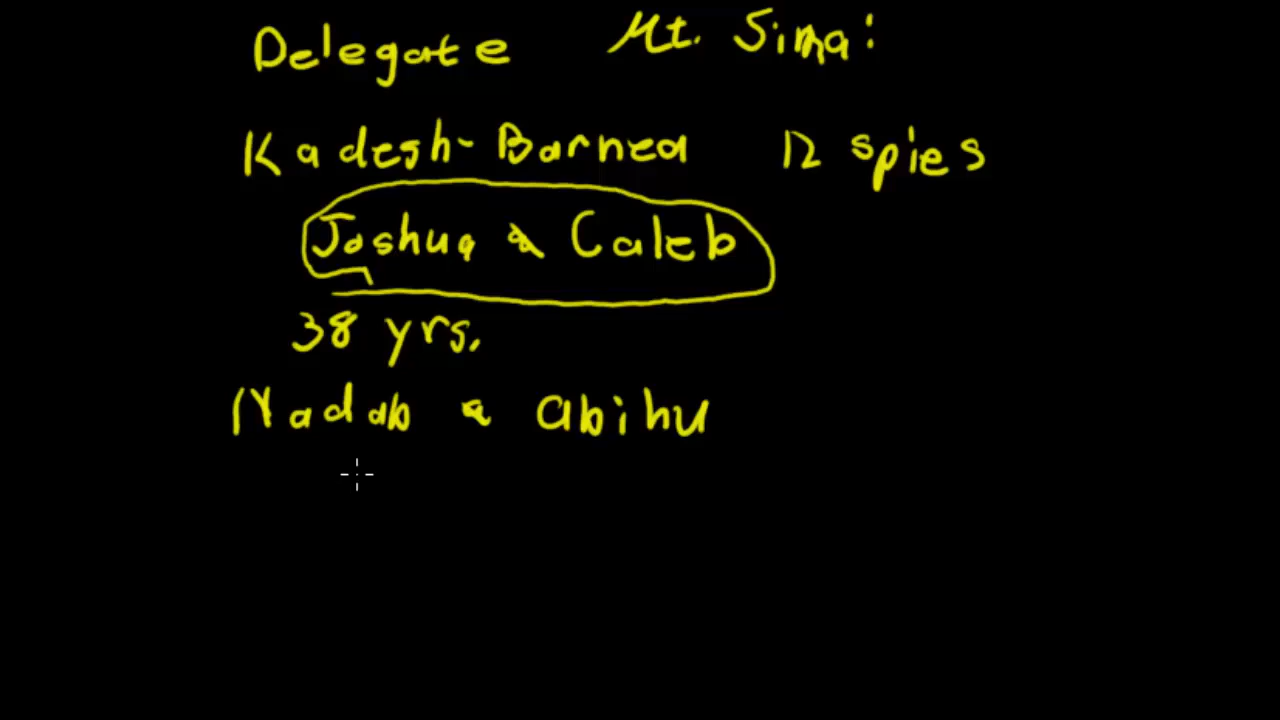 Delegate Mt. Sinai
Kadesh-Barnea 12 spies
Joshua & Caleb
38 yrs.
Nadab & Abihu